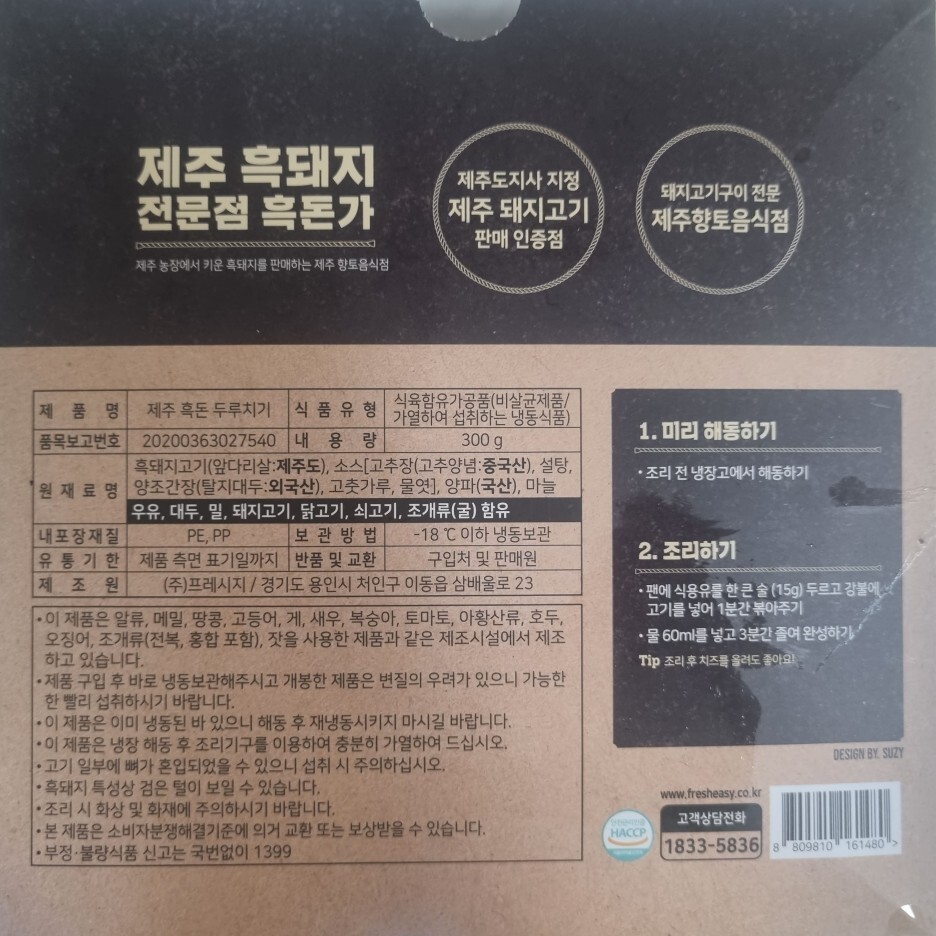 제주 흑돼지
전문점 흑돈가
제주 농장에서 키운 흑돼지를 판매하는 제주 향토음식점
제주도지사 지정
제주 돼지고기
판매 인증점
돼지고기구이 전문
제주향토음식점
제품명 제주 흑돈 두루치기 식품유형 식육함유가공품(비살균제품/
가열하여 섭취하는 냉동식품)
품목보고번호 20200363027540 내용량 300 g
원재료명 흑돼지고기(앞다리살:제주도), 소스[고추장(고추양념:중국산), 설탕,
양조간장(탈지대두:외국산), 고춧가루, 물엿], 양파(국산), 마늘
우유, 대두, 밀, 돼지고기, 닭고기, 쇠고기, 조개류(굴) 함유
내포장재질 PE, PP 보관방법 -18 ℃ 이하 냉동보관
유통기한 제품 측면 표기일까지 반품 및 교환 구입처 및 판매원
제조원 (주)프레시지 / 경기도 용인시 처인구 이동읍 삼배울로 23
•이 제품은 알류, 메밀, 땅콩, 고등어, 게, 새우, 복숭아, 토마토, 아황산류, 호두,
오징어, 조개류(전복, 홍합 포함), 잣을 사용한 제품과 같은 제조시설에서 제조
하고 있습니다.
•제품 구입 후 바로 냉동보관해주시고 개봉한 제품은 변질의 우려가 있으니 가능한
한 빨리 섭취하시기 바랍니다.
•이 제품은 이미 냉동된 바 있으니 해동 후 재냉동시키지 마시길 바랍니다.
•이 제품은 냉장 해동 후 조리기구를 이용하여 충분히 가열하여 드십시오.
•고기 일부에 뼈가 혼입되었을 수 있으니 섭취 시 주의하십시오.
•흑돼지 특성상 검은 털이 보일 수 있습니다.
•조리 시 화상 및 화재에 주의하시기 바랍니다.
•본 제품은 소비자분쟁해결기준에 의거 교환 또는 보상받을 수 있습니다.
•부정·불량식품 신고는 국번없이 1399
1. 미리 해동하기
•조리 전 냉장고에서 해동하기
2. 조리하기
•팬에 식용유를 한 큰 술 (15g) 두르고 강불에
고기를 넣어 1분간 볶아주기
•물 60ml를 넣고 3분간 졸여 완성하기
Tip 조리 후 치즈를 올려도 좋아요!
DESIGN BY. SUZY
www.fresheasy.co.kr
고객상담전화
1833-5836
HACCP
8 809810 161480 >